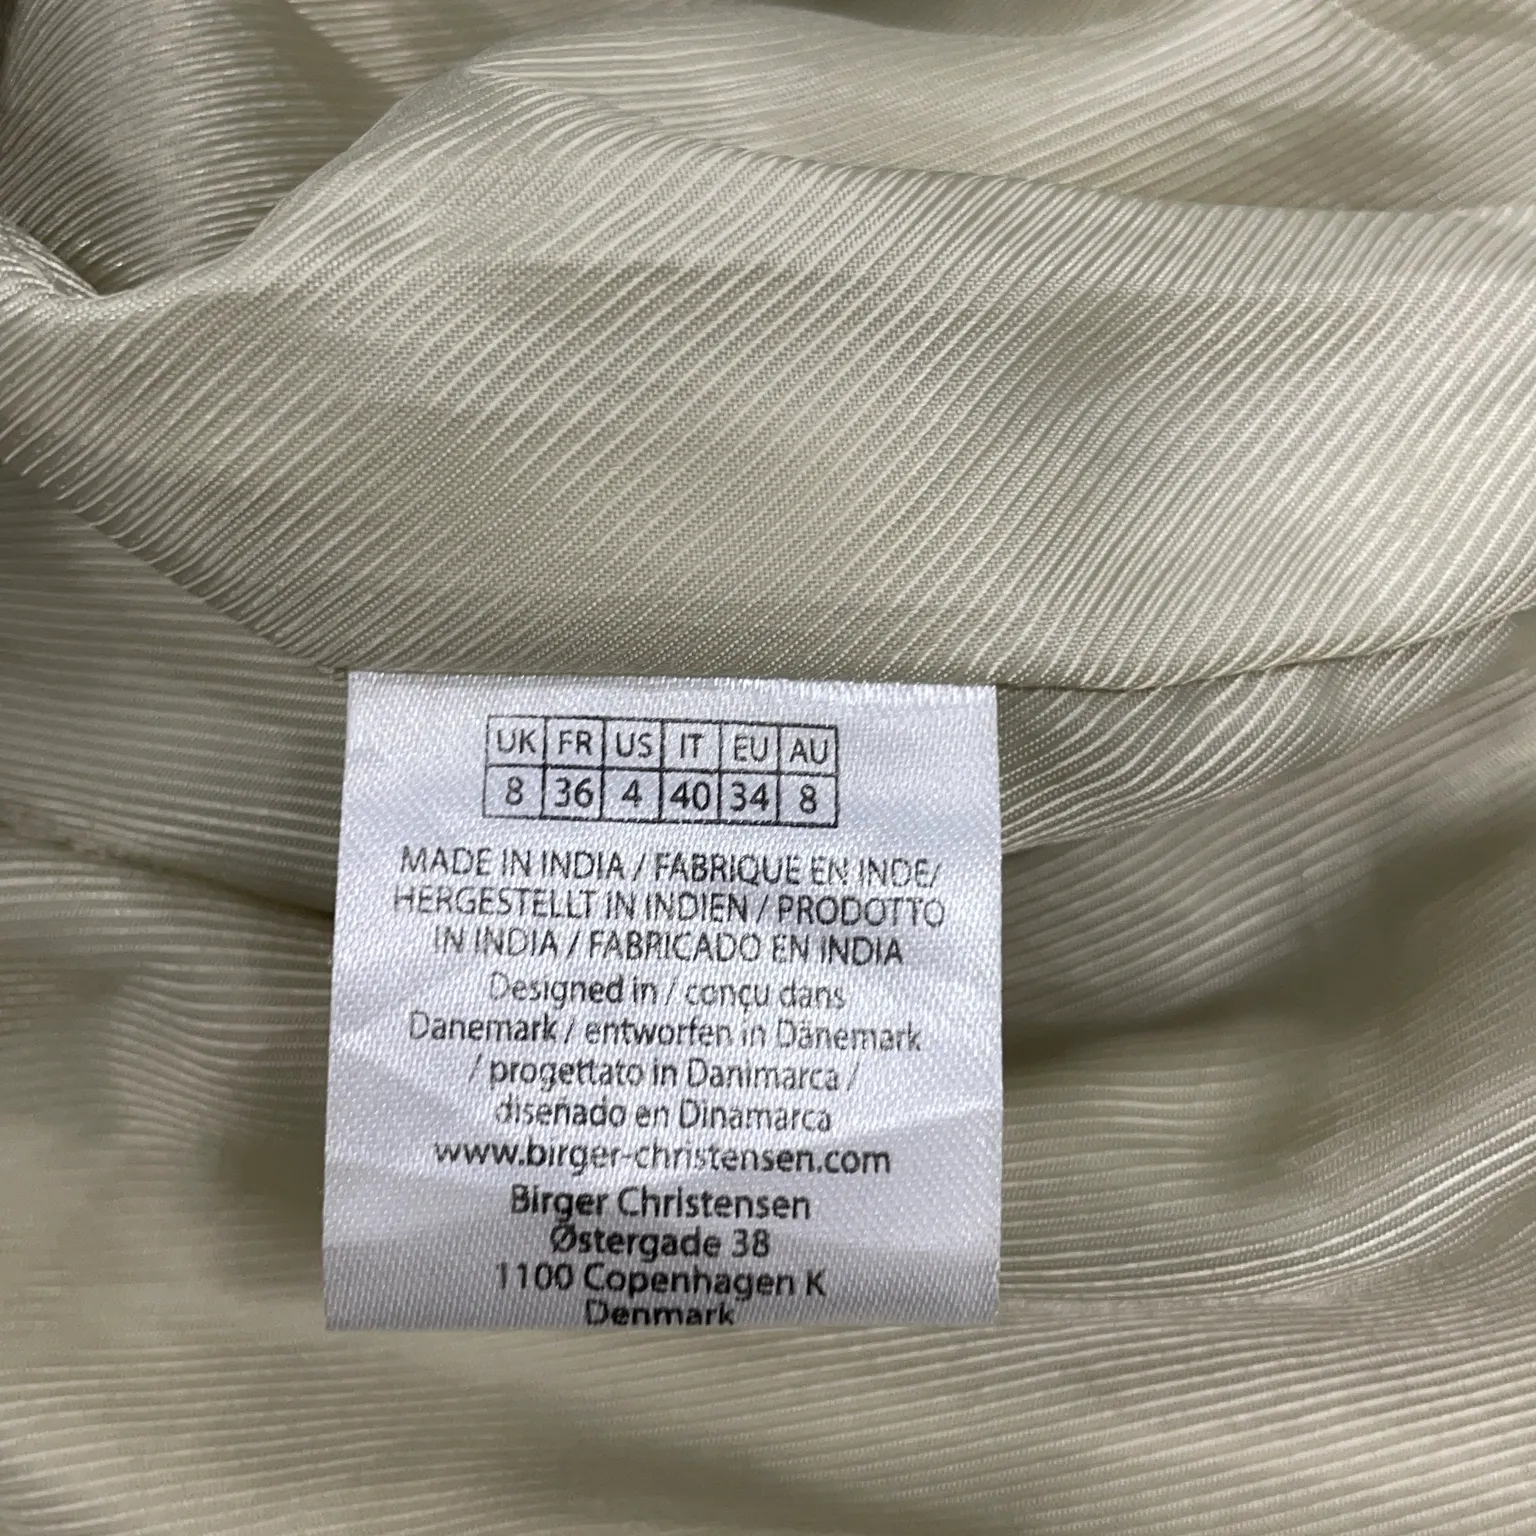 UK FR US IT EU AU
8 36 4 40 34 8
MADE IN INDIA / FABRIQUE EN INDE/
HERGESTELLT IN INDIEN / PRODOTTO
IN INDIA / FABRICADO EN INDIA
Designed in / conçu dans
Danemark / entworfen in Dänemark
/ progettato in Danimarca /
diseñado en Dinamarca
www.birger-christensen.com
Birger Christensen
Østergade 38
1100 Copenhagen K
Denmark